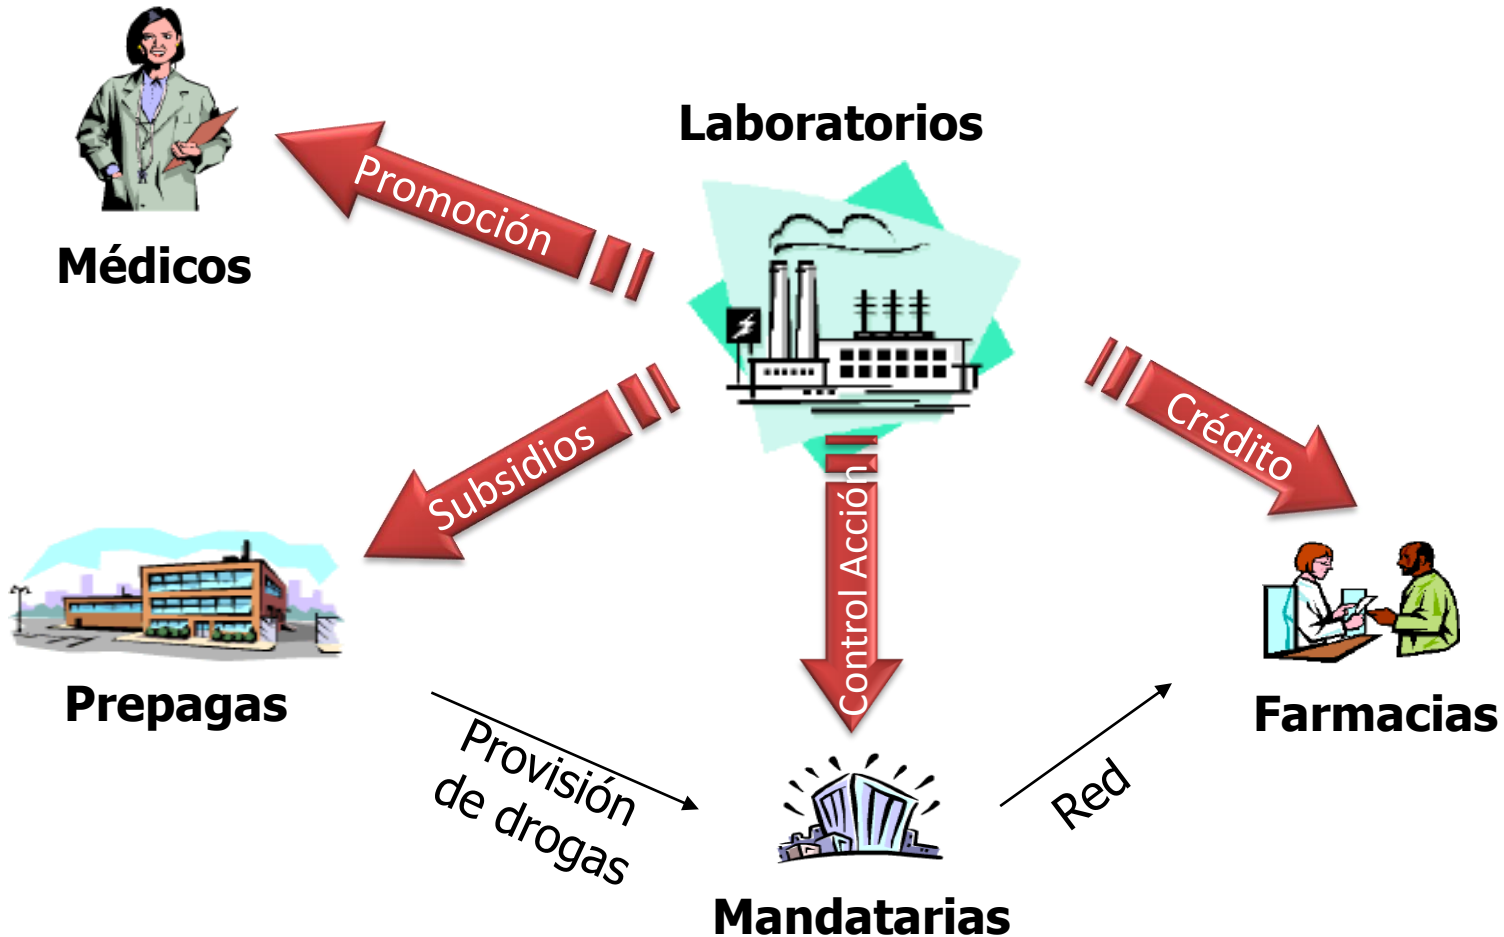 Laboratorios
Promoción
Médicos
Crédito
Subsidios
Control Acción
Prepagas
Farmacias
Provisión
de drogas
Red
Mandatarias